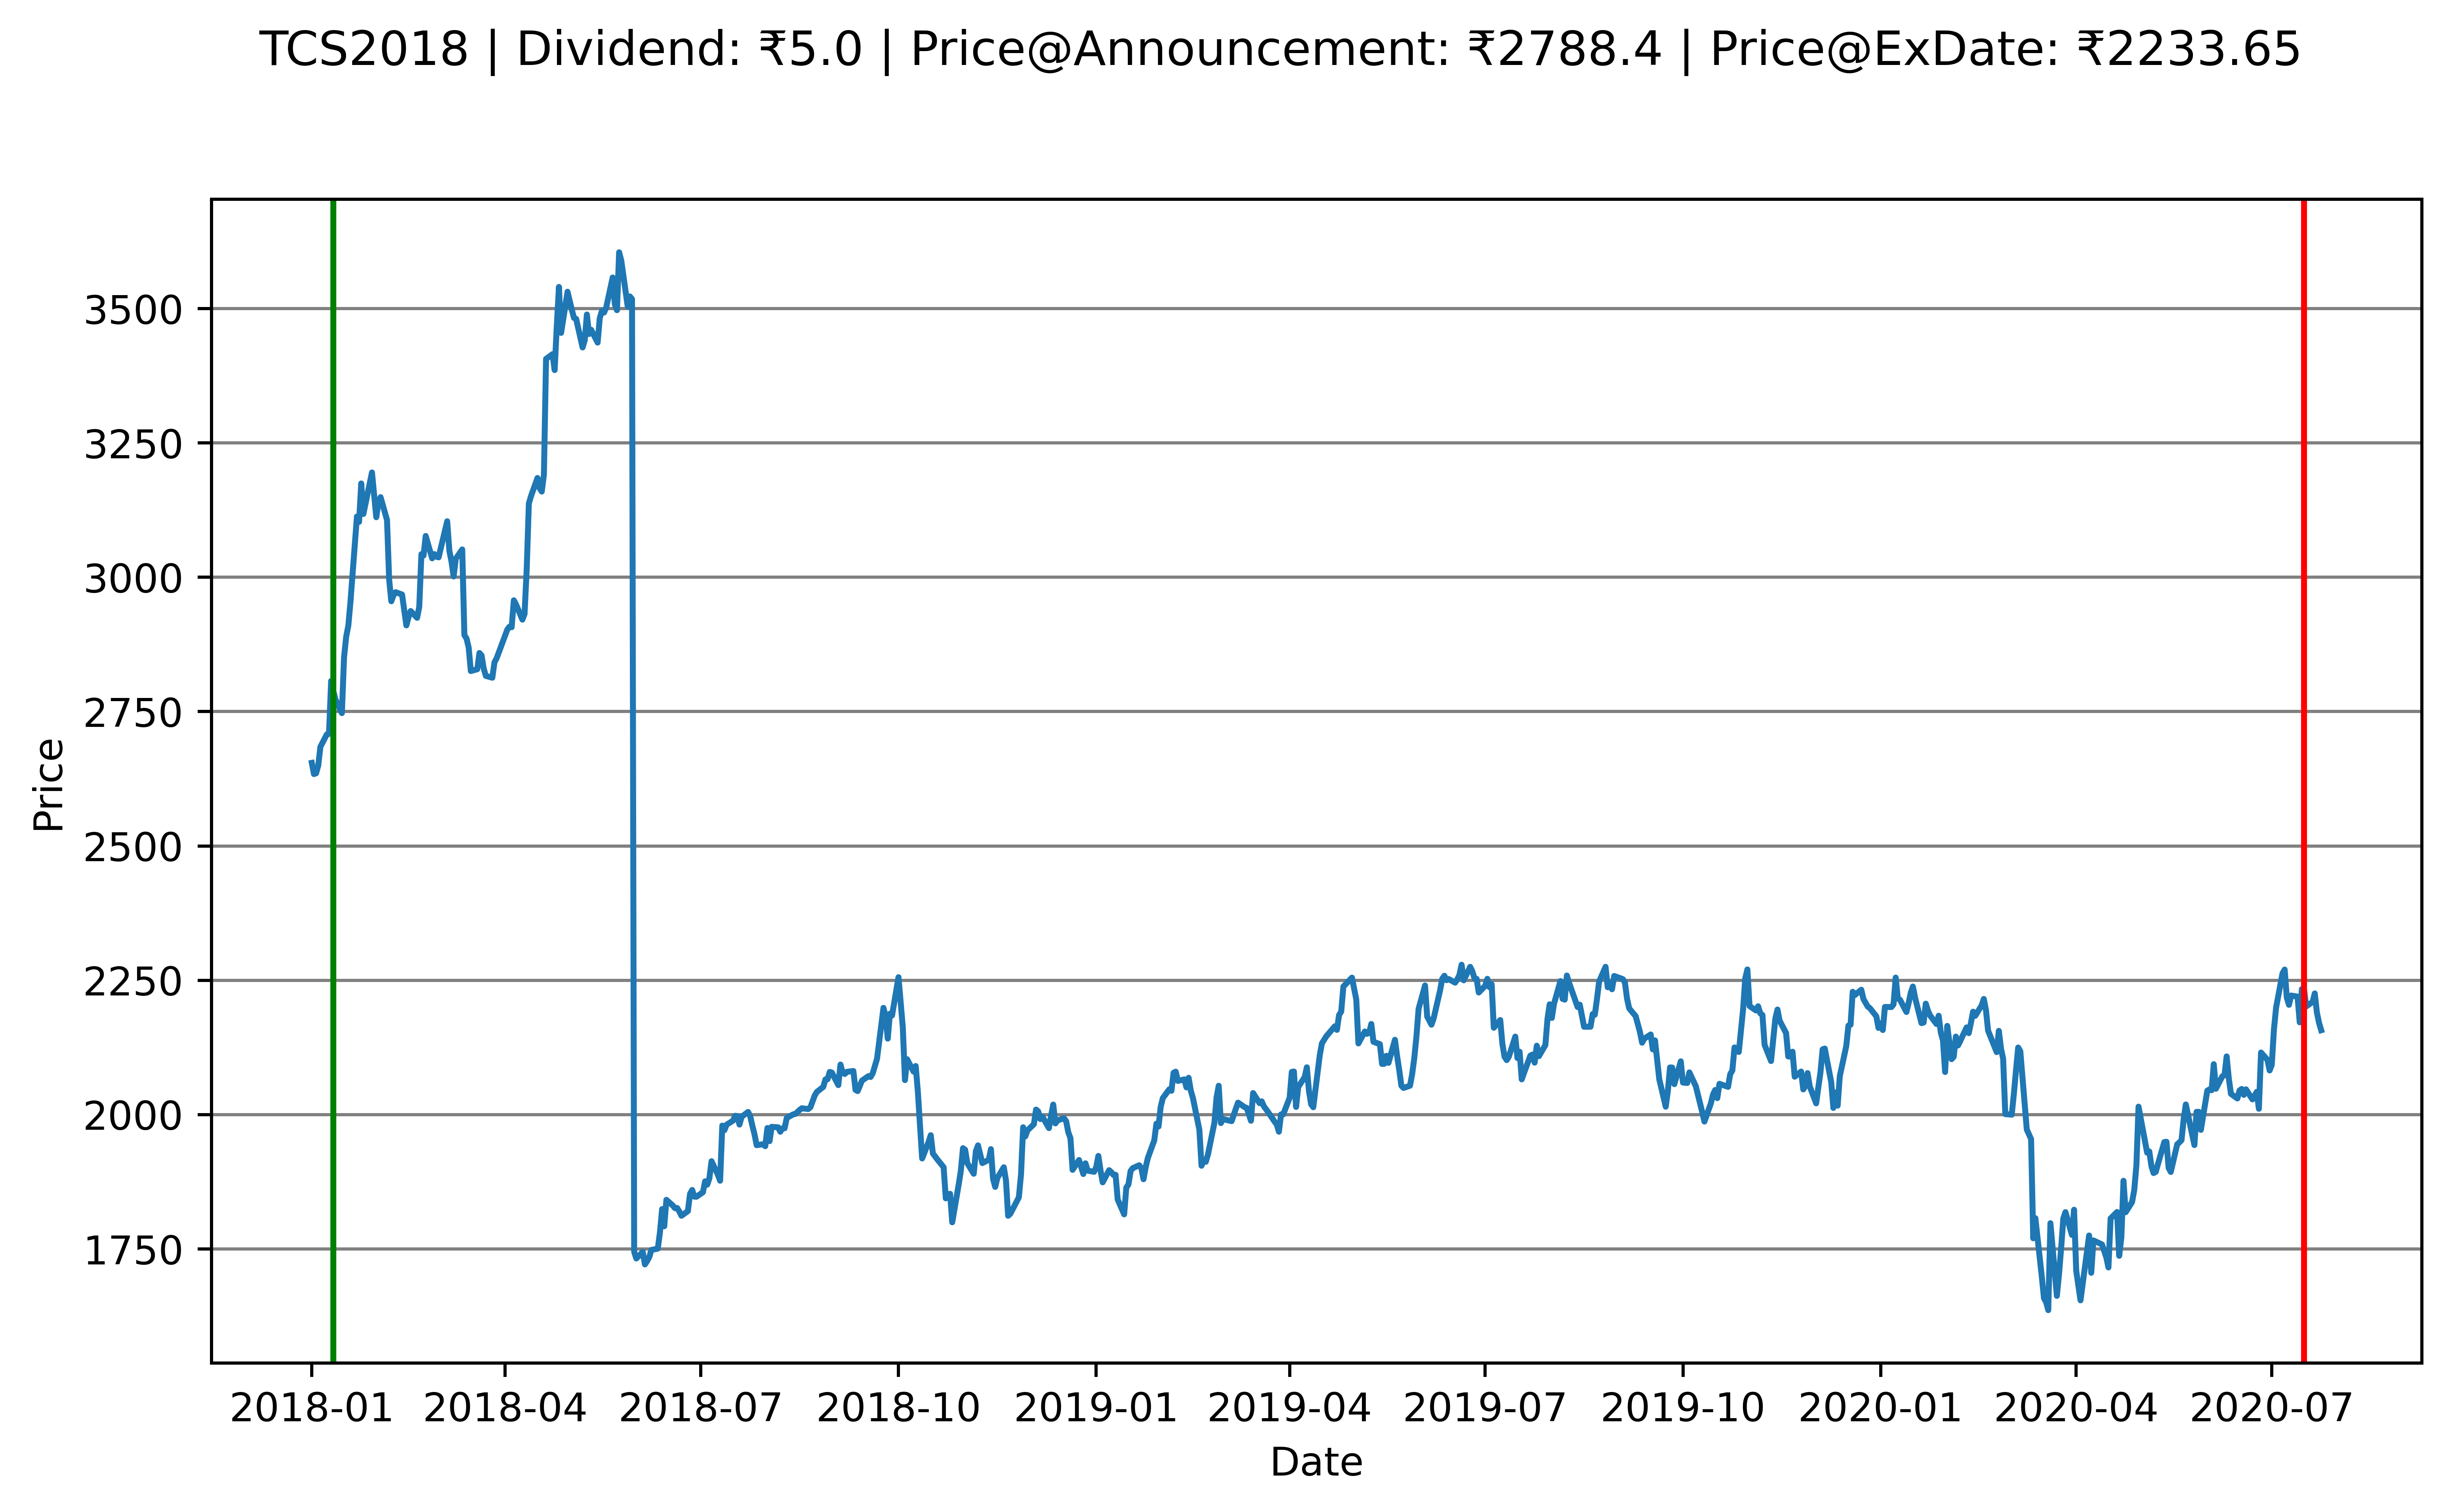 TCS2018 | Dividend: ₹5.0 | Price@Announcement: ₹2788.4 | Price@ExDate: ₹2233.65
3500
3250
3000
2750
2500
2250
2000
1750
Price
2018-01 2018-04 2018-07 2018-10 2019-01 2019-04 2019-07 2019-10 2020-01 2020-04 2020-07
Date